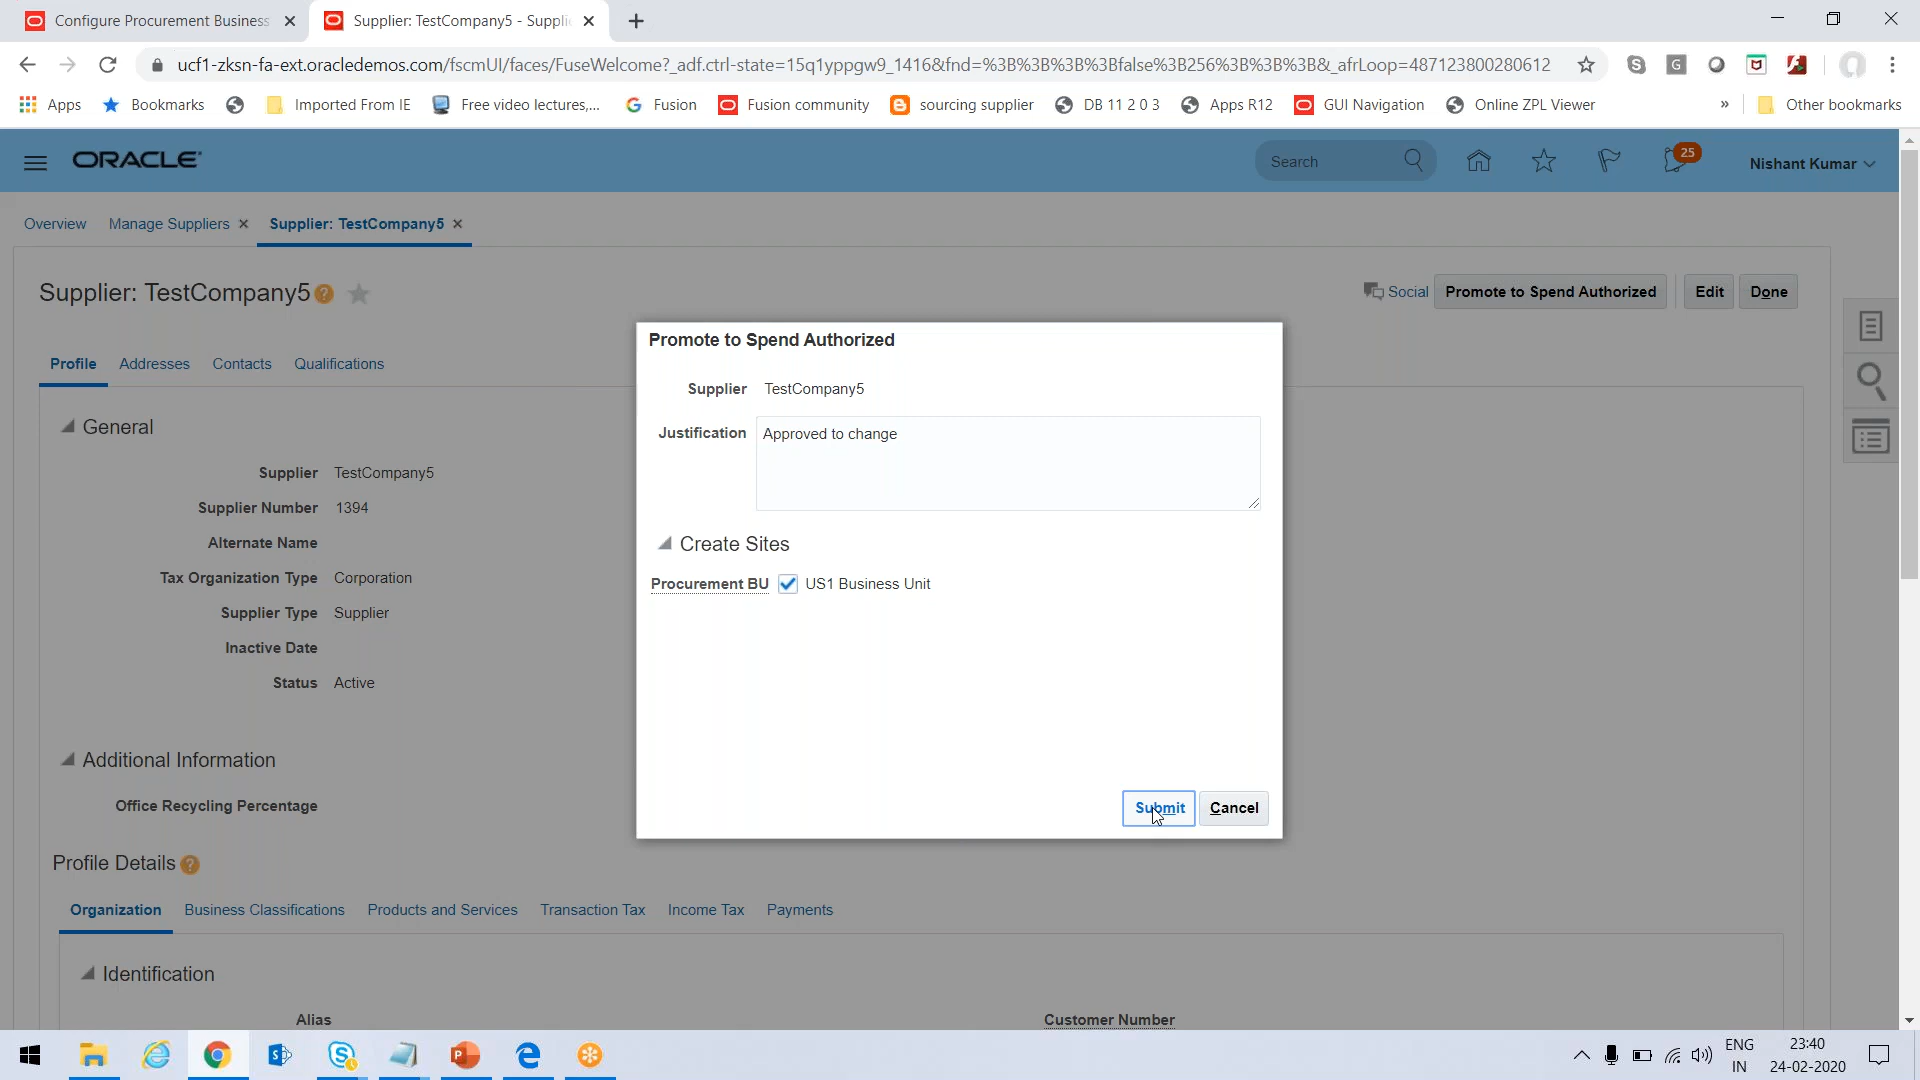 Configure Procurement Business
Supplier: TestCompany5 - Suppli
ucf1-zksn-fa-ext.oracledemos.com/fscmUI/faces/FuseWelcome?_adf.ctrl-state=15q1yppgw9_1416&fnd=%3B%3B%3B%3Bfalse%3B256%3B%3B%3B&_afrLoop=487123800280612
Apps Bookmarks Imported From IE Free video lectures,... Fusion Fusion community sourcing supplier DB 11 2 0 3 Apps R12 GUI Navigation Online ZPL Viewer » Other bookmarks
ORACLE Search 25 Nishant Kumar
Overview Manage Suppliers Supplier: TestCompany5
Supplier: TestCompany5 ? Social Promote to Spend Authorized Edit Done
Profile Addresses Contacts Qualifications
General
Supplier TestCompany5
Supplier Number 1394
Alternate Name
Tax Organization Type Corporation
Supplier Type Supplier
Inactive Date
Status Active
Additional Information
Office Recycling Percentage
Profile Details ?
Organization Business Classifications Products and Services Transaction Tax Income Tax Payments
Identification
Alias Customer Number
Promote to Spend Authorized
Supplier TestCompany5
Justification Approved to change
Create Sites
Procurement BU US1 Business Unit
Submit Cancel
ENG 23:40
IN 24-02-2020